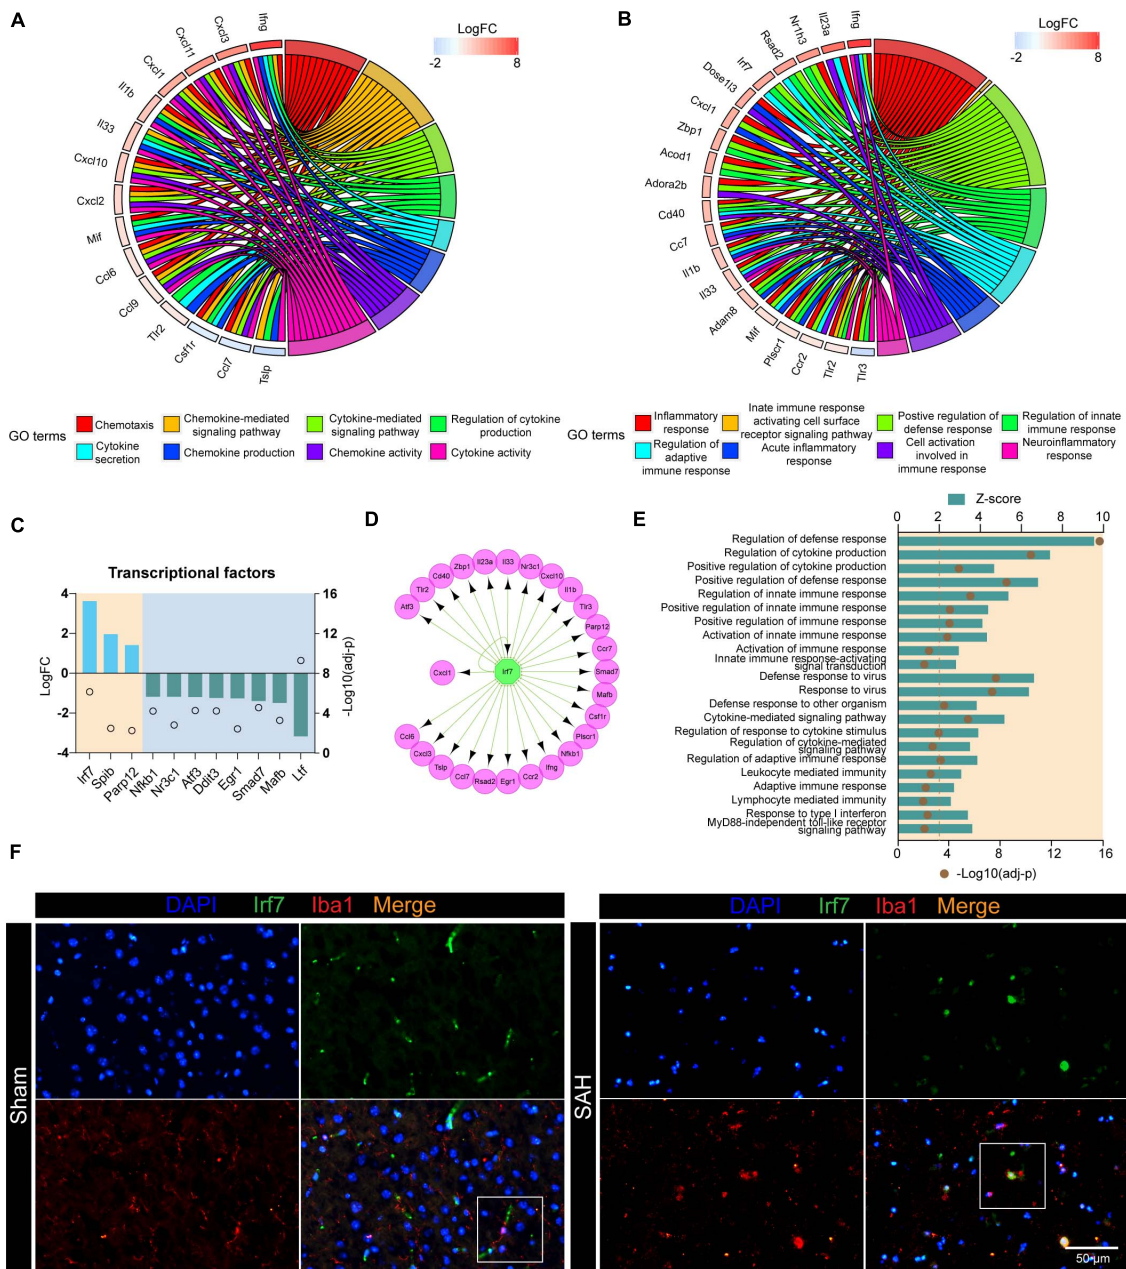 A
LogFC
-2
8
Ifng
Cxcl3
Cxcl11
Cxcl1
Il1b
Il33
Cxcl10
Cxcl2
Mif
Ccl6
Ccl9
Tlr2
Csf1r
Ccl7
Tslp
GO terms
Chemotaxis
Chemokine-mediated
signaling pathway
Cytokine-mediated
signaling pathway
Regulation of cytokine
production
Cytokine
secretion
Chemokine production
Chemokine activity
Cytokine activity
B
LogFC
-2
8
Ifng
Il23a
Nr1h3
Rsad2
Irf7
Dose1l3
Cxcl1
Zbp1
Acod1
Adora2b
Cd40
Cc7
Il1b
Il33
Adam8
Mif
Plscr1
Ccr2
Tlr2
Tlr3
GO terms
Inflammatory
response
Inate immune response
activating cell surface
receptor signaling pathway
Postive regulation of
defense response
Regulation of innate
immune response
Regulation of
adaptive
immune response
Acute inflammatory
response
Cell activation
involved in
immune response
Neuroinflammatory
response
C
Transcriptional factors
LogFC
4
2
0
-2
-4
-Log10(adj-p)
16
12
8
4
0
Irf7
Spib
Parp12
Nfkb1
Nr3c1
Atf3
Ddit3
Egr1
Smad7
Mafb
Ltf
D
Irf7
Atf3
Tlr2
Cd40
Zbp1
Il23a
Il33
Nr3c1
Cxcl10
Il1b
Tlr3
Parp12
Ccr7
Smad7
Mafb
Csf1r
Plscr1
Nfkb1
Ifng
Ccr2
Egr1
Rsad2
Ccl7
Tslp
Cxcl3
Ccl6
Cxcl1
E
Z-score
0 2 4 6 8 10
Regulation of defense response
Regulation of cytokine production
Positive regulation of cytokine production
Positive regulation of defense response
Regulation of innate immune response
Positive regulation of innate immune response
Positive regulation of immune response
Activation of innate immune response
Activation of immune response
Innate immune response-activating
signal transduction
Defense response to virus
Response to virus
Defense response to other organism
Cytokine-mediated signaling pathway
Regulation of response to cytokine stimulus
Regulation of cytokine-mediated
signaling pathway
Regulation of adaptive immune response
Leukocyte mediated immunity
Adaptive immune response
Lymphocyte mediated immunity
Response to type I interferon
MyD88-independent toll-like receptor
signaling pathway
0 4 8 12 16
-Log10(adj-p)
F
DAPI Irf7 Iba1 Merge
Sham
DAPI Irf7 Iba1 Merge
SAH
50 µm